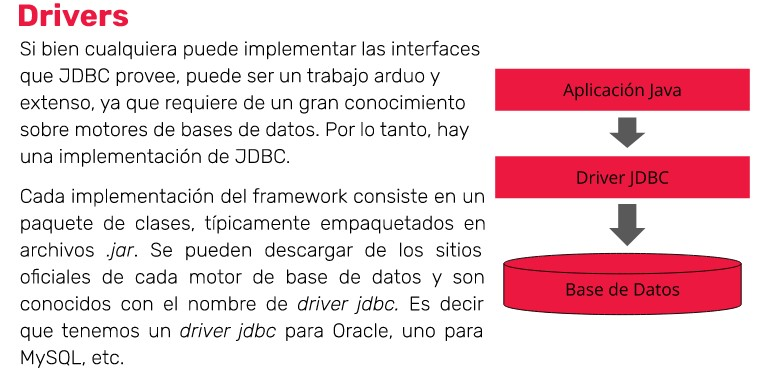 Drivers
Si bien cualquiera puede implementar las interfaces
que JDBC provee, puede ser un trabajo arduo y
extenso, ya que requiere de un gran conocimiento
sobre motores de bases de datos. Por lo tanto, hay
una implementación de JDBC.
Cada implementación del framework consiste en un
paquete de clases, típicamente empaquetados en
archivos .jar. Se pueden descargar de los sitios
oficiales de cada motor de base de datos y son
conocidos con el nombre de driver jdbc. Es decir
que tenemos un driver jdbc para Oracle, uno para
MySQL, etc.
Aplicación Java
Driver JDBC
Base de Datos